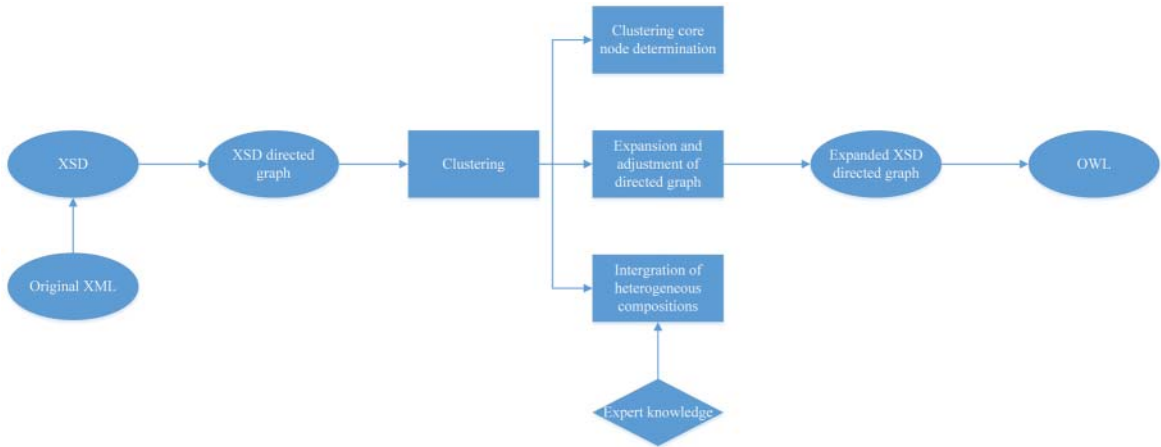 Clustering core
node determination
XSD
XSD directed
graph
Clustering
Expansion and
adjustment of
directed graph
Expanded XSD
directed graph
OWL
Original XML
Intergration of
heterogeneous
compositions
Expert knowledge